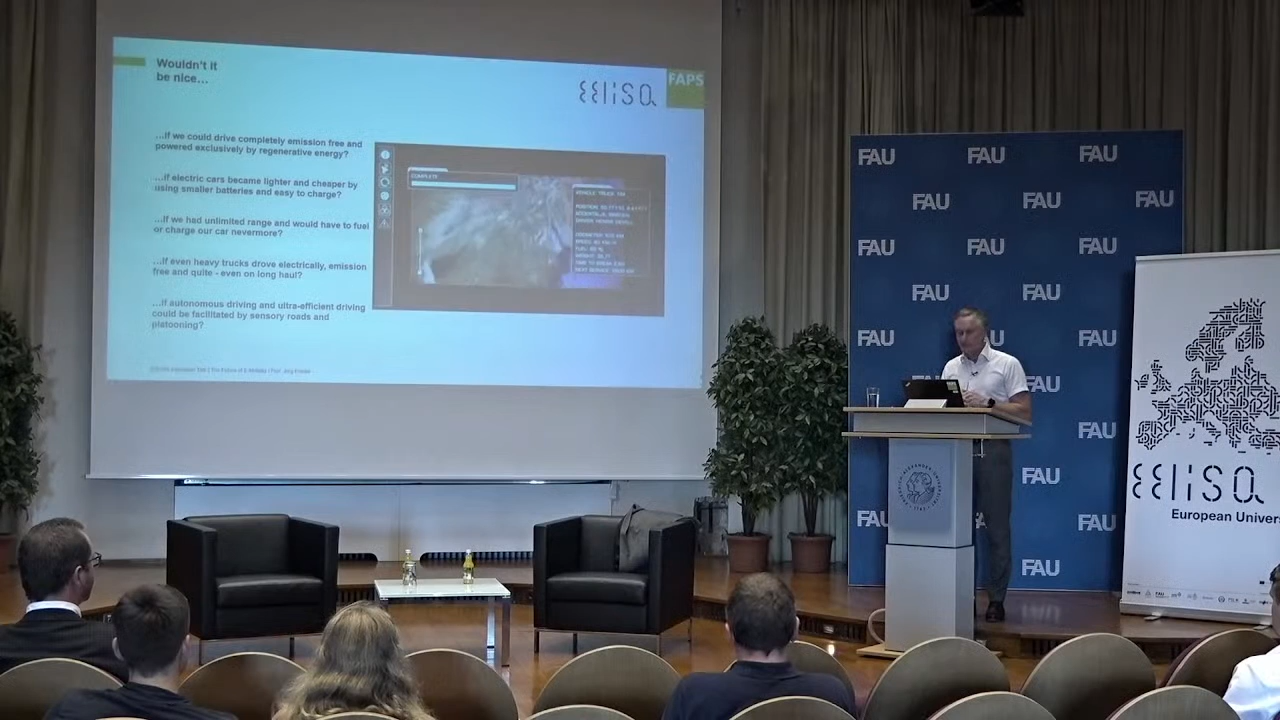 Wouldn't it
be nice...
EELISA
FAPS
...If we could drive completely emission free and
powered exclusively by regenerative energy?
...If electric cars became lighter and cheaper by
using smaller batteries and easy to charge?
...If we had unlimited range and would have to fuel
or charge our car nevermore?
...If even heavy trucks drove electrically, emission
free and quite - even on long haul?
...If autonomous driving and ultra-efficient driving
could be facilitated by sensory roads and
platooning?
COMPLETE
FAU FAU FAU
FAU FAU FAU
FAU FAU FAU
FAU FAU
FAU FAU
FAU
FAU
FAU
FAU FAU
FAU
EELISA
European Univer